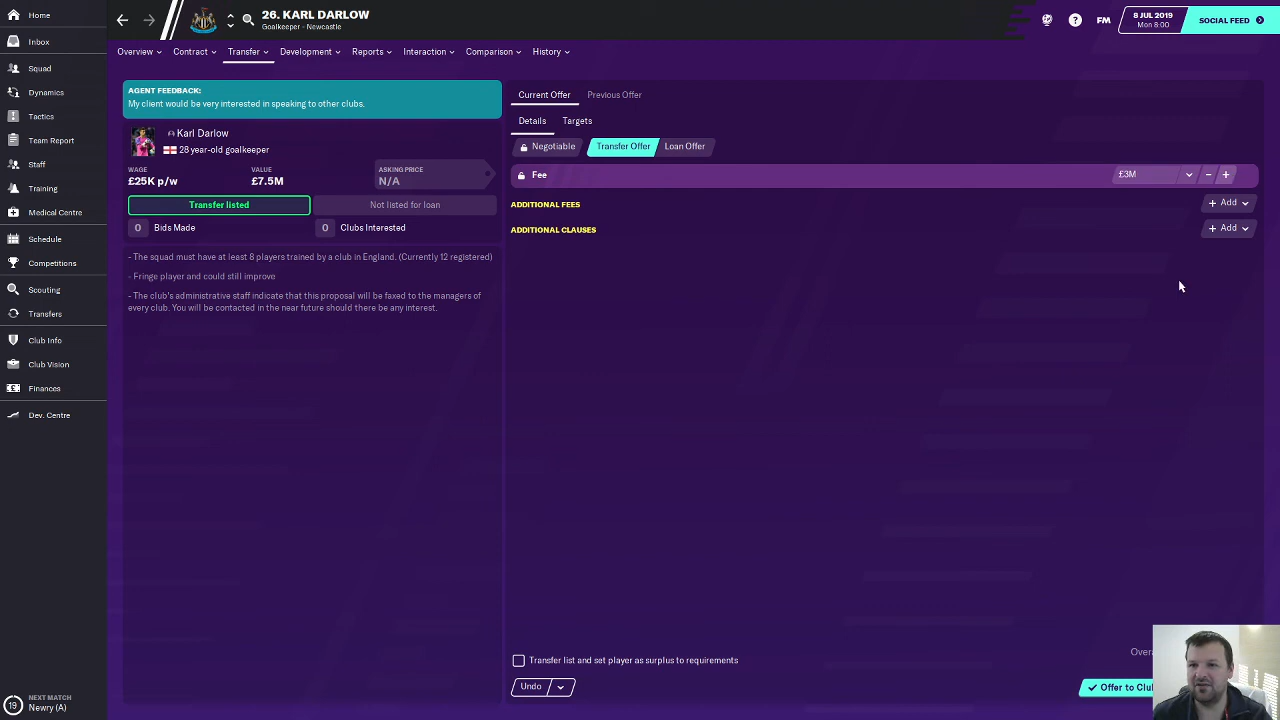 26. KARL DARLOW
Goalkeeper - Newcastle
FM
8 JUL 2019
Mon 8:00
SOCIAL FEED
Home
Inbox
Squad
Dynamics
Tactics
Team Report
Staff
Training
Medical Centre
Schedule
Competitions
Scouting
Transfers
Club Info
Club Vision
Finances
Dev. Centre
19
NEXT MATCH
Newry (A)
Overview
Contract
Transfer
Development
Reports
Interaction
Comparison
History
AGENT FEEDBACK:
My client would be very interested in speaking to other clubs.
Karl Darlow
28 year-old goalkeeper
WAGE
£25K p/w
VALUE
£7.5M
ASKING PRICE
N/A
Transfer listed
Not listed for loan
0 Bids Made
0 Clubs Interested
- The squad must have at least 8 players trained by a club in England. (Currently 12 registered)
- Fringe player and could still improve
- The club's administrative staff indicate that this proposal will be faxed to the managers of
every club. You will be contacted in the near future should there be any interest.
Current Offer
Previous Offer
Details
Targets
Negotiable
Transfer Offer
Loan Offer
Fee
£3M
ADDITIONAL FEES
+ Add
ADDITIONAL CLAUSES
+ Add
Transfer list and set player as surplus to requirements
Undo
Offer to